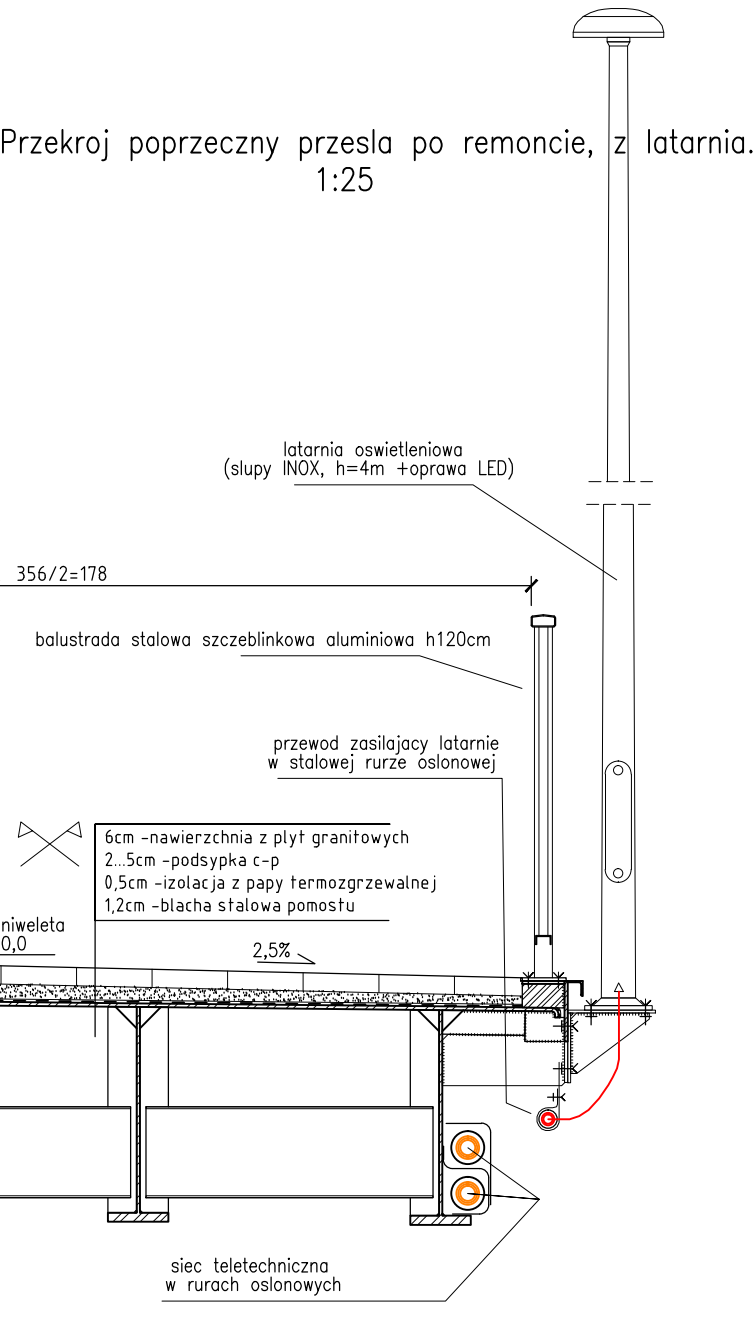 Przekroj poprzeczny przesla po remoncie, z latarnia.
1:25
latarnia oswietleniowa
(slupy INOX, h=4m +oprawa LED)
356/2=178
balustrada stalowa szczeblinkowa aluminiowa h120cm
przewod zasilajacy latarnie
w stalowej rurze oslonowej
6cm -nawierzchnia z plyt granitowych
2...5cm -podsypka c-p
0,5cm -izolacja z papy termozgrzewalnej
1,2cm -blacha stalowa pomostu
niweleta
0,0
2,5%
siec teletechniczna
w rurach oslonowych